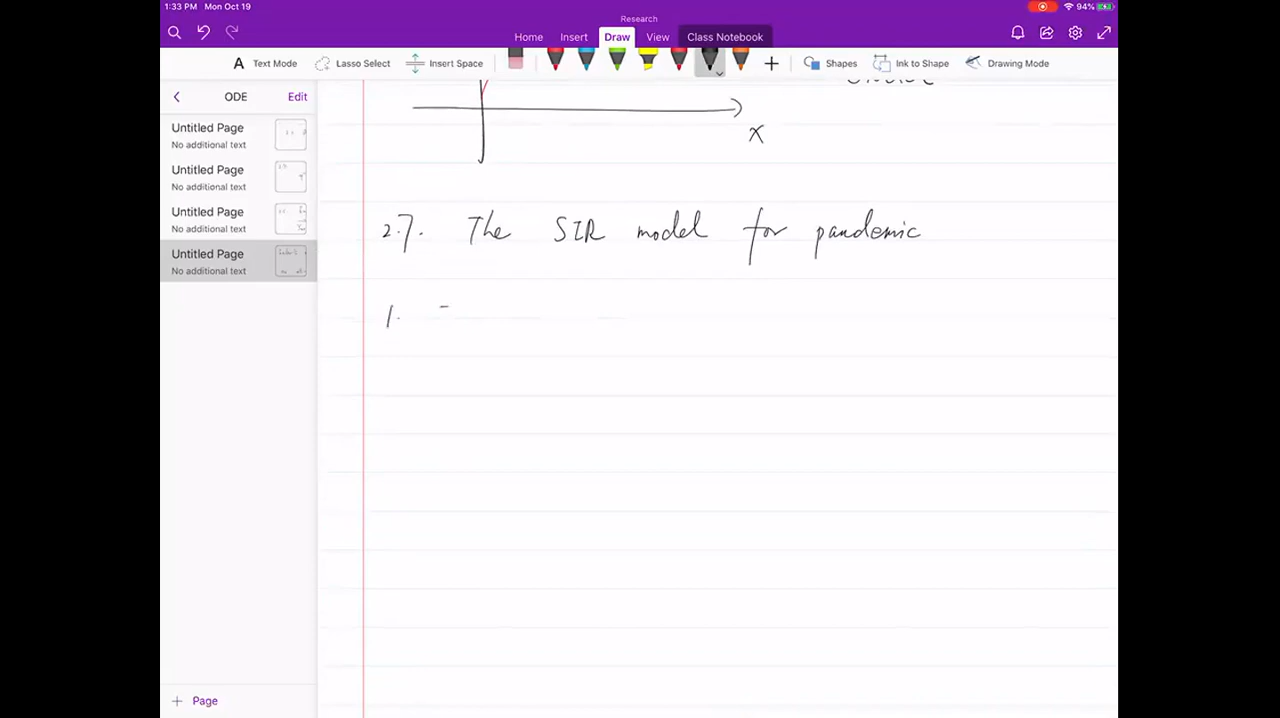 1:33 PM Mon Oct 19
94%
Research
Home Insert Draw View Class Notebook
A Text Mode Lasso Select Insert Space Shapes Ink to Shape Drawing Mode
ODE Edit
Untitled Page
No additional text
Untitled Page
No additional text
Untitled Page
No additional text
Untitled Page
No additional text
x
2.7. The SIR model for pandemic
1.
+ Page